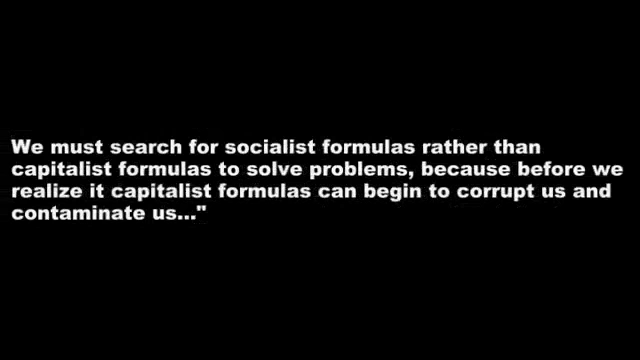 We must search for socialist formulas rather than
capitalist formulas to solve problems, because before we
realize it capitalist formulas can begin to corrupt us and
contaminate us..."